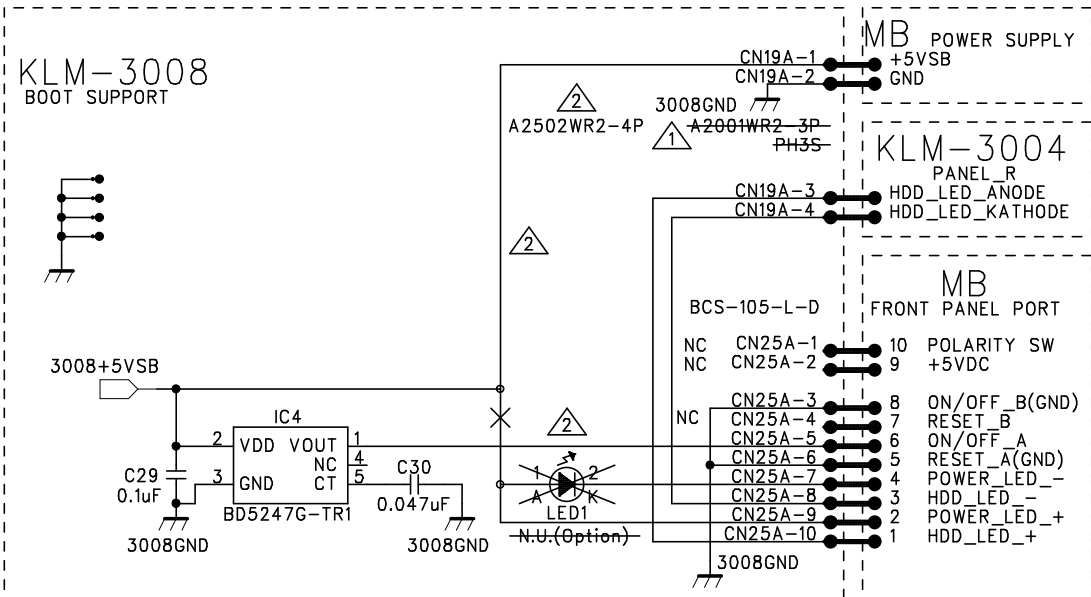 KLM-3008
BOOT SUPPORT
MB POWER SUPPLY
CN19A-1 +5VSB
CN19A-2 GND
3008GND
2
A2502WR2-4P
1
A2001WR2-3P
PH3S
KLM-3004
PANEL_R
CN19A-3 HDD_LED_ANODE
CN19A-4 HDD_LED_KATHODE
2
MB
FRONT PANEL PORT
BCS-105-L-D
NC CN25A-1 10 POLARITY SW
NC CN25A-2 9 +5VDC
3008+5VSB
CN25A-3 8 ON/OFF_B(GND)
NC CN25A-4 7 RESET_B
CN25A-5 6 ON/OFF_A
CN25A-6 5 RESET_A(GND)
CN25A-7 4 POWER_LED_-
CN25A-8 3 HDD_LED_-
CN25A-9 2 POWER_LED_+
CN25A-10 1 HDD_LED_+
3008GND
IC4
2 VDD VOUT 1
NC 4
3 GND CT 5
BD5247G-TR1
C29
0.1uF
3008GND
C30
0.047uF
3008GND
2
1 2
A K
LED1
N.U.(Option)